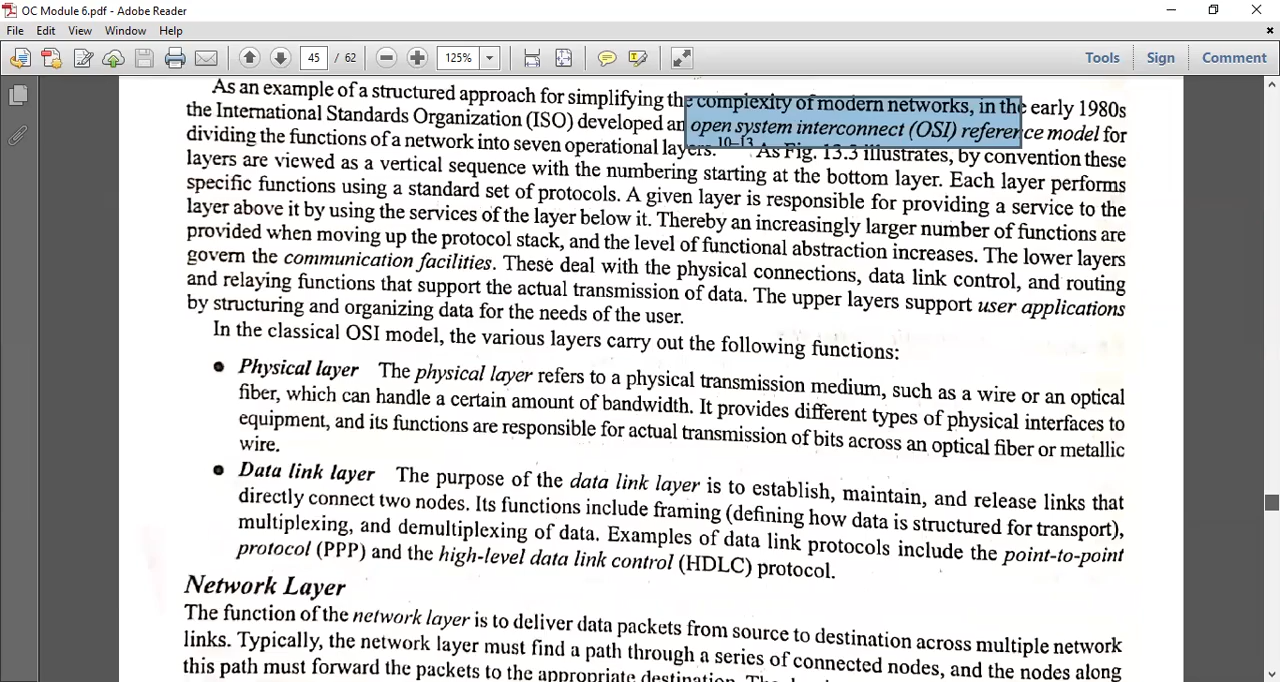 OC Module 6.pdf - Adobe Reader
File Edit View Window Help
45 / 62 125% Tools Sign Comment
As an example of a structured approach for simplifying the complexity of modern networks, in the early 1980s
the International Standards Organization (ISO) developed an open system interconnect (OSI) reference model for
dividing the functions of a network into seven operational layers.10–13 As Fig. 13.3 illustrates, by convention these
layers are viewed as a vertical sequence with the numbering starting at the bottom layer. Each layer performs
specific functions using a standard set of protocols. A given layer is responsible for providing a service to the
layer above it by using the services of the layer below it. Thereby an increasingly larger number of functions are
provided when moving up the protocol stack, and the level of functional abstraction increases. The lower layers
govern the communication facilities. These deal with the physical connections, data link control, and routing
and relaying functions that support the actual transmission of data. The upper layers support user applications
by structuring and organizing data for the needs of the user.
In the classical OSI model, the various layers carry out the following functions:
● Physical layer The physical layer refers to a physical transmission medium, such as a wire or an optical
fiber, which can handle a certain amount of bandwidth. It provides different types of physical interfaces to
equipment, and its functions are responsible for actual transmission of bits across an optical fiber or metallic
wire.
● Data link layer The purpose of the data link layer is to establish, maintain, and release links that
directly connect two nodes. Its functions include framing (defining how data is structured for transport),
multiplexing, and demultiplexing of data. Examples of data link protocols include the point-to-point
protocol (PPP) and the high-level data link control (HDLC) protocol.
Network Layer
The function of the network layer is to deliver data packets from source to destination across multiple network
links. Typically, the network layer must find a path through a series of connected nodes, and the nodes along
this path must forward the packets to the appropriate destination. The